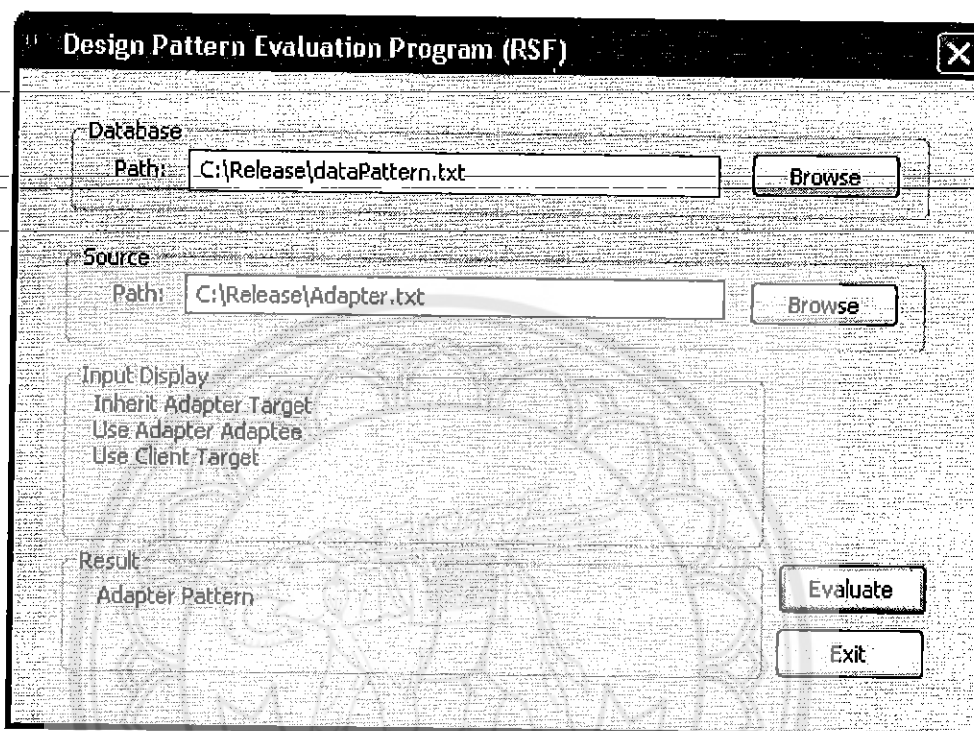 Design Pattern Evaluation Program (RSF)
Database
Path: C:\Release\dataPattern.txt Browse
Source
Path: C:\Release\Adapter.txt Browse
Input Display
Inherit Adapter Target
Use Adapter Adaptee
Use Client Target
Result
Adapter Pattern
Evaluate
Exit